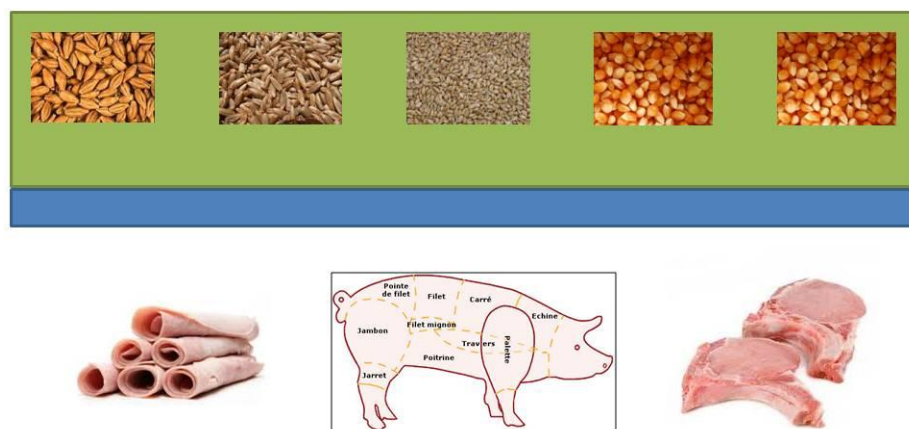 Pointe
de filet
Filet
Carré
Echine
Jambon
Filet mignon
Travers
Palette
Poitrine
Jarret